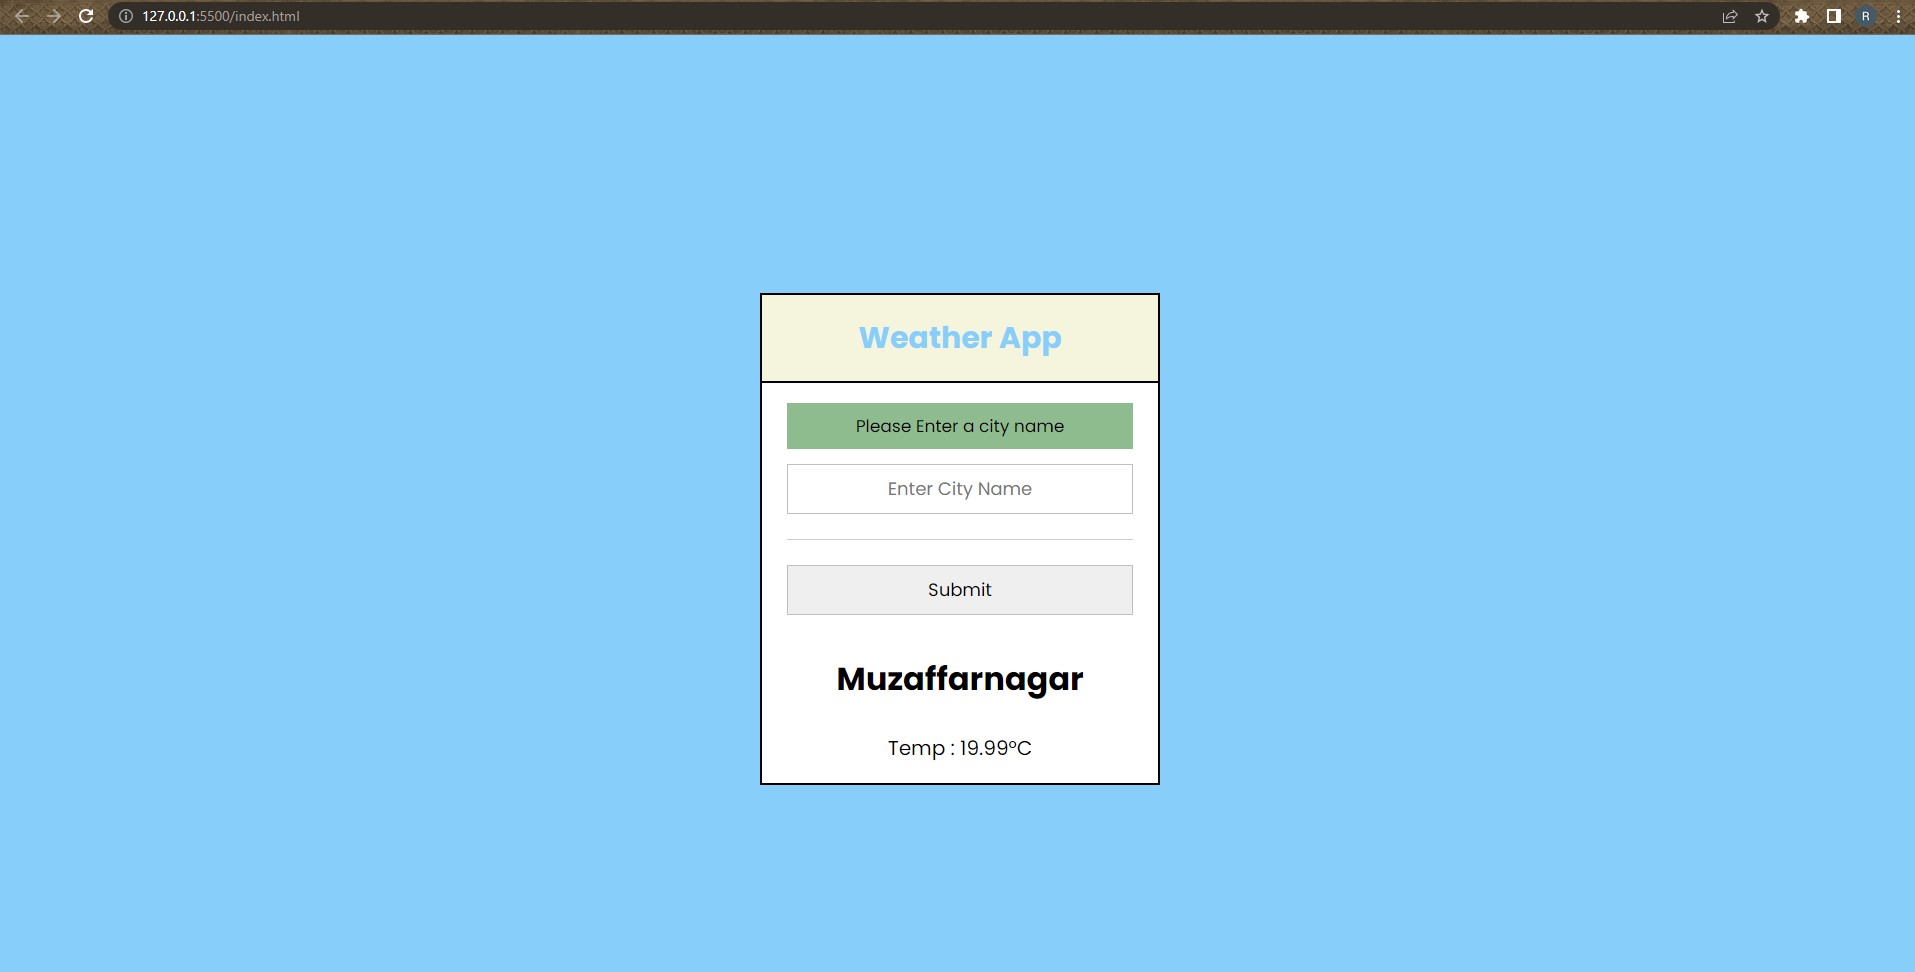 127.0.0.1:5500/index.html
R
Weather App
Please Enter a city name
Enter City Name
Submit
Muzaffarnagar
Temp : 19.99°C